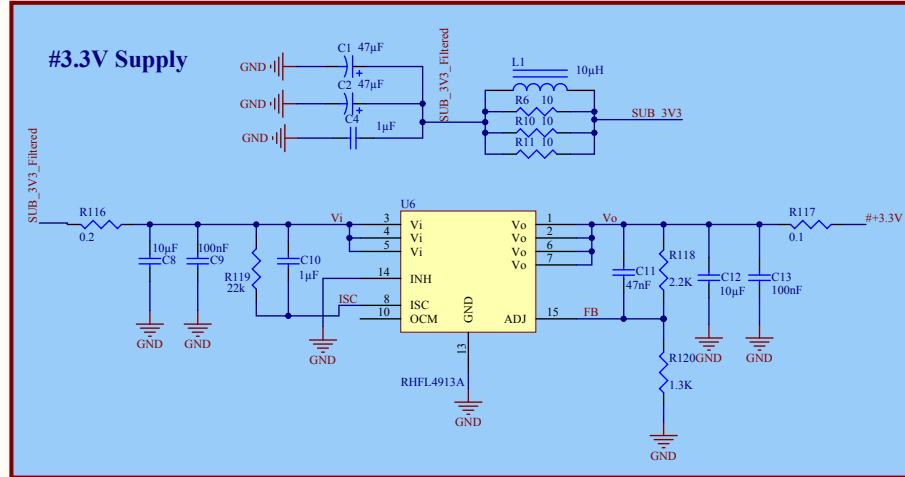 #3.3V Supply
C1 47µF
GND
C2 47µF
GND
C4
1µF
GND
SUB_3V3_Filtered
L1
10µH
R6 10
R10 10
R11 10
SUB_3V3
SUB_3V3_Filtered
R116
0.2
10µF
C8
100nF
C9
R119
22k
C10
1µF
Vi
ISC
GND
GND
GND
U6
3 Vi
4 Vi
5 Vi
14 INH
8 ISC
10 OCM
GND
13
Vo 1
Vo 2
Vo 6
Vo 7
ADJ 15
RHFL4913A
GND
Vo
FB
C11
47nF
R118
2.2K
C12
10µF
C13
100nF
R117
0.1
#+3.3V
GND
GND
R120
1.3K
GND